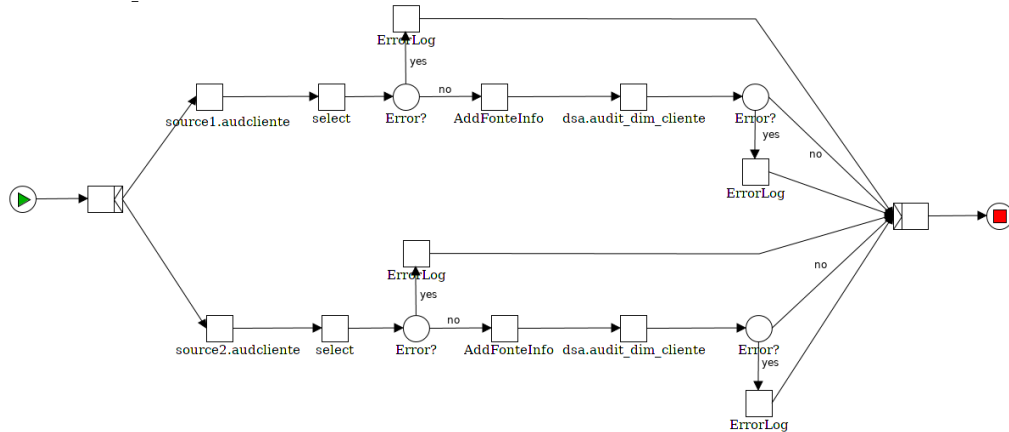 ErrorLog
yes
no
source1.audcliente
select
Error?
AddFonteInfo
dsa.audit_dim_cliente
Error?
yes
no
ErrorLog
ErrorLog
no
yes
no
source2.audcliente
select
Error?
AddFonteInfo
dsa.audit_dim_cliente
Error?
yes
ErrorLog